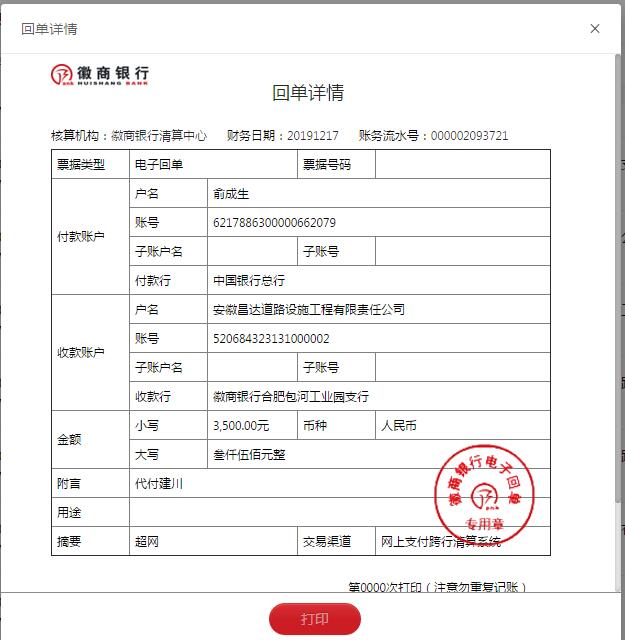 回单详情
×
徽商银行
HUISHANG BANK
回单详情
核算机构：徽商银行清算中心 财务日期：20191217 账务流水号：000002093721
票据类型 电子回单 票据号码
付款账户
户名 俞成生
账号 6217886300000662079
子账户名 子账号
付款行 中国银行总行
收款账户
户名 安徽昌达道路设施工程有限责任公司
账号 520684323131000002
子账户名 子账号
收款行 徽商银行合肥包河工业园支行
金额
小写 3,500.00元 币种 人民币
大写 叁仟伍佰元整
附言 代付建川
用途
摘要 超网 交易渠道 网上支付跨行清算系统
徽商银行电子回单
专用章
第0000次打印（注意勿重复记账）
打印